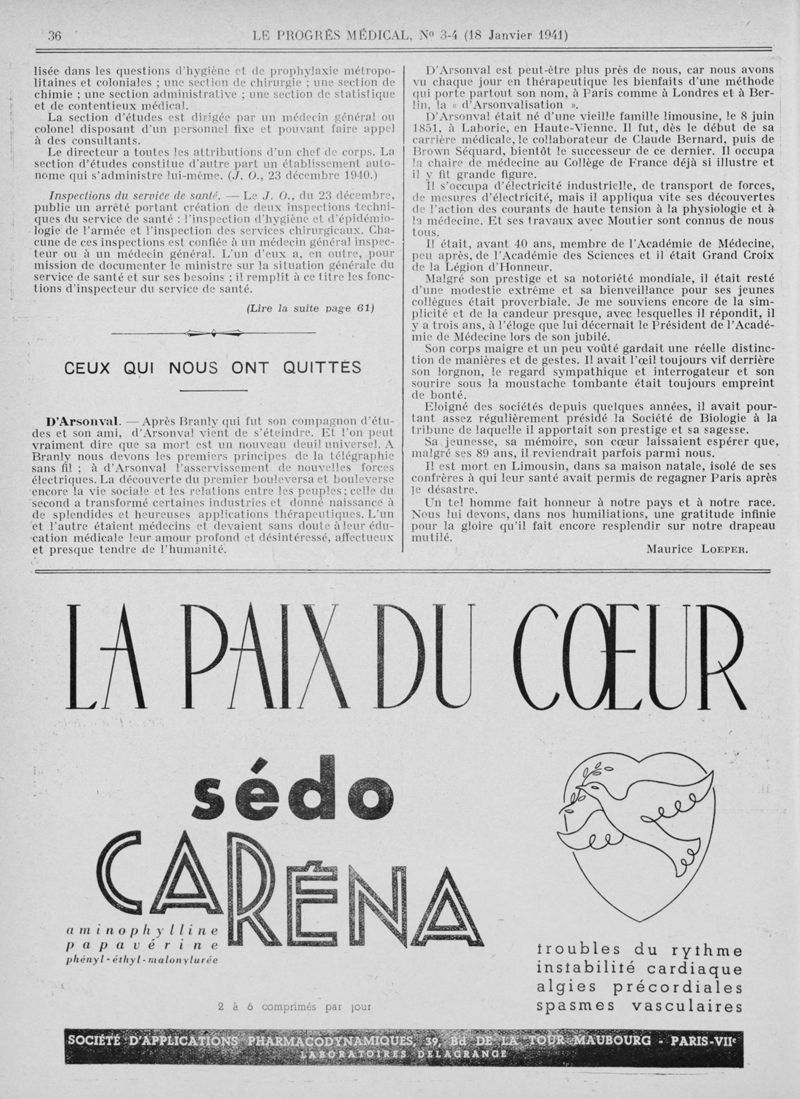 36
LE PROGRÈS MÉDICAL, Nº 3-4 (18 Janvier 1941)
lisée dans les questions d'hygiène et de prophylaxie métropo-
litaines et coloniales ; une section de chirurgie ; une section de
chimie ; une section administrative ; une section de statistique
et de contentieux médical.
La section d'études est dirigée par un médecin général ou
colonel disposant d'un personnel fixe et pouvant faire appel
à des consultants.
Le directeur a toutes les attributions d'un chef de corps. La
section d'études constitue d'autre part un établissement auto-
nome qui s'administre lui-même. (J. O., 23 décembre 1940.)
Inspections du service de santé. — Le J. O., du 23 décembre,
publie un arrêté portant création de deux inspections techni-
ques du service de santé : l'inspection d'hygiène et d'épidémio-
logie de l'armée et l'inspection des services chirurgicaux. Cha-
cune de ces inspections est confiée à un médecin général inspec-
teur ou à un médecin général. L'un d'eux a, en outre, pour
mission de documenter le ministre sur la situation générale du
service de santé et sur ses besoins ; il remplit à ce titre les fonc-
tions d'inspecteur du service de santé.
(Lire la suite page 61)
CEUX QUI NOUS ONT QUITTES
D'Arsonval. — Après Branly qui fut son compagnon d'étu-
des et son ami, d'Arsonval vient de s'éteindre. Et l'on peut
vraiment dire que sa mort est un nouveau deuil universel. A
Branly nous devons les premiers principes de la télégraphie
sans fil ; à d'Arsonval l'asservissement de nouvelles forces
électriques. La découverte du premier bouleversa et bouleverse
encore la vie sociale et les relations entre les peuples ; celle du
second a transformé certaines industries et donné naissance à
de splendides et heureuses applications thérapeutiques. L'un
et l'autre étaient médecins et devaient sans doute à leur édu-
cation médicale leur amour profond et désintéressé, affectueux
et presque tendre de l'humanité.
D'Arsonval est peut-être plus près de nous, car nous avons
vu chaque jour en thérapeutique les bienfaits d'une méthode
qui porte partout son nom, à Paris comme à Londres et à Ber-
lin, la « d'Arsonvalisation ».
D'Arsonval était né d'une vieille famille limousine, le 8 juin
1851, à Laborie, en Haute-Vienne. Il fut, dès le début de sa
carrière médicale, le collaborateur de Claude Bernard, puis de
Brown Séquard, bientôt le successeur de ce dernier. Il occupa
la chaire de médecine au Collège de France déjà si illustre et
il y fit grande figure.
Il s'occupa d'électricité industrielle, de transport de forces,
de mesures d'électricité, mais il appliqua vite ses découvertes
de l'action des courants de haute tension à la physiologie et à
la médecine. Et ses travaux avec Moutier sont connus de nous
tous.
Il était, avant 40 ans, membre de l'Académie de Médecine,
peu après, de l'Académie des Sciences et il était Grand Croix
de la Légion d'Honneur.
Malgré son prestige et sa notoriété mondiale, il était resté
d'une modestie extrême et sa bienveillance pour ses jeunes
collègues était proverbiale. Je me souviens encore de la sim-
plicité et de la candeur presque, avec lesquelles il répondit, il
y a trois ans, à l'éloge que lui décernait le Président de l'Acadé-
mie de Médecine lors de son jubilé.
Son corps maigre et un peu voûté gardait une réelle distinc-
tion de manières et de gestes. Il avait l'œil toujours vif derrière
son lorgnon, le regard sympathique et interrogateur et son
sourire sous la moustache tombante était toujours empreint
de bonté.
Eloigné des sociétés depuis quelques années, il avait pour-
tant assez régulièrement présidé la Société de Biologie à la
tribune de laquelle il apportait son prestige et sa sagesse.
Sa jeunesse, sa mémoire, son cœur laissaient espérer que,
malgré ses 89 ans, il reviendrait parfois parmi nous.
Il est mort en Limousin, dans sa maison natale, isolé de ses
confrères à qui leur santé avait permis de regagner Paris après
le désastre.
Un tel homme fait honneur à notre pays et à notre race.
Nous lui devons, dans nos humiliations, une gratitude infinie
pour la gloire qu'il fait encore resplendir sur notre drapeau
mutilé.
Maurice LOEPER.
LA PAIX DU CŒUR
sédo
CARÉNA
aminophylline
papavérine
phényl-éthyl-malonylurée
2 à 6 comprimés par jour
troubles du rythme
instabilité cardiaque
algies précordiales
spasmes vasculaires
SOCIÉTÉ D'APPLICATIONS PHARMACODYNAMIQUES, 39, Bd DE LA TOUR-MAUBOURG - PARIS-VIIe
LABORATOIRES DELAGRANGE